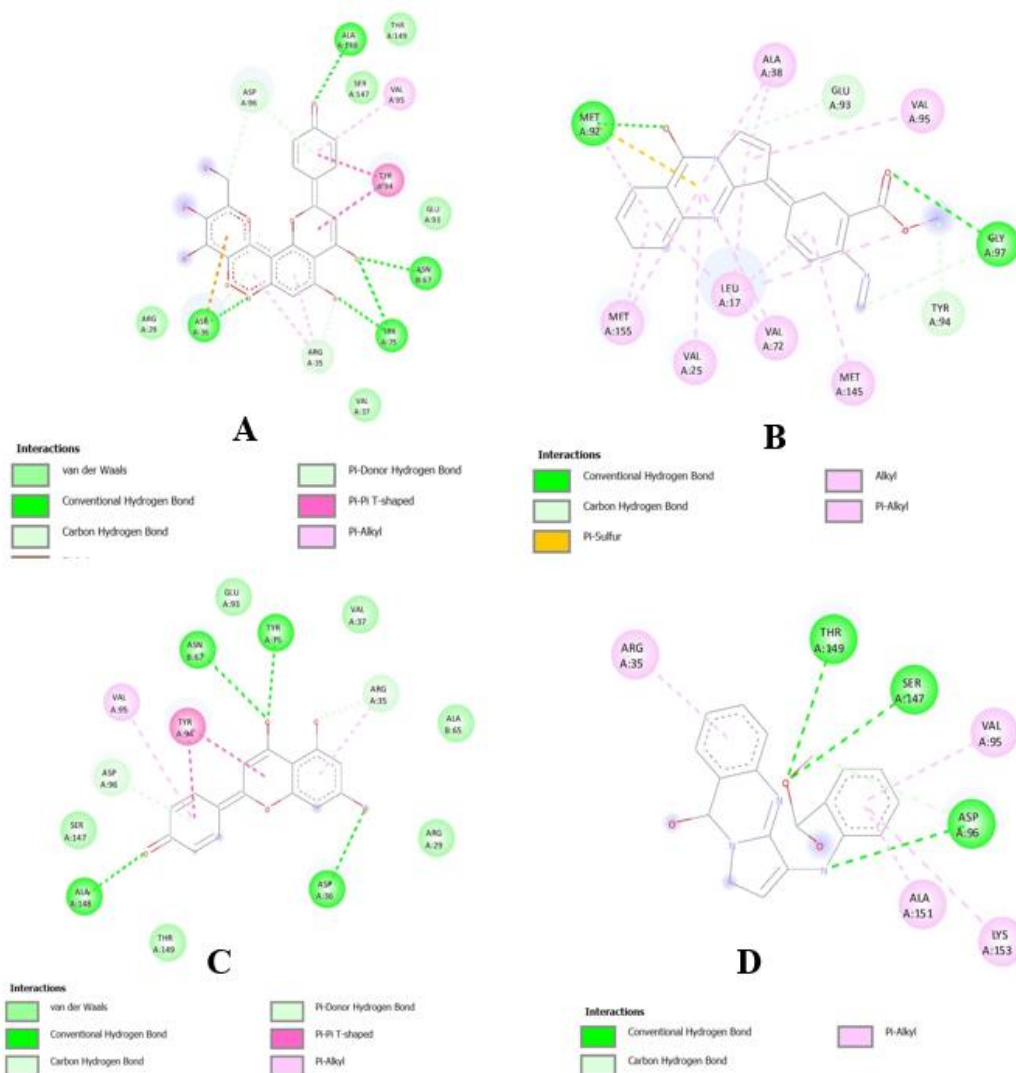 ALA
A:148
THR
A:149
ASP
A:96
SER
A:147
VAL
A:95
TYR
A:94
GLU
A:93
ASN
B:67
ARG
A:29
A:36
A:75
ARG
A:35
VAL
A:37
A
Interactions
van der Waals
Conventional Hydrogen Bond
Carbon Hydrogen Bond
Pi-Donor Hydrogen Bond
Pi-Pi T-shaped
Pi-Alkyl
ALA
A:38
GLU
A:93
MET
A:92
VAL
A:95
GLY
A:97
LEU
A:17
TYR
A:94
MET
A:155
VAL
A:72
VAL
A:25
MET
A:145
B
Interactions
Conventional Hydrogen Bond
Carbon Hydrogen Bond
Pi-Sulfur
Alkyl
Pi-Alkyl
GLU
A:93
VAL
A:37
ASN
B:67
TYR
VAL
A:95
TYR
A:94
ARG
A:35
ALA
B:65
ASP
A:96
SER
A:147
ARG
A:29
ALA
A:148
ASP
A:36
THR
A:149
C
Interactions
van der Waals
Conventional Hydrogen Bond
Carbon Hydrogen Bond
Pi-Donor Hydrogen Bond
Pi-Pi T-shaped
Pi-Alkyl
THR
A:149
ARG
A:35
SER
A:147
VAL
A:95
ASP
A:96
ALA
A:151
LYS
A:153
D
Interactions
Conventional Hydrogen Bond
Carbon Hydrogen Bond
Pi-Alkyl